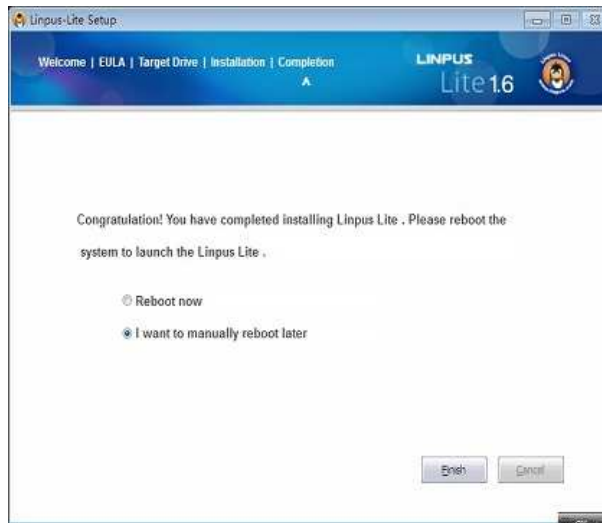 Linpus-Lite Setup
Welcome | EULA | Target Drive | Installation | Completion
LINPUS
Lite 1.6
Congratulation! You have completed installing Linpus Lite . Please reboot the
system to launch the Linpus Lite .
Reboot now
I want to manually reboot later
Finish
Cancel